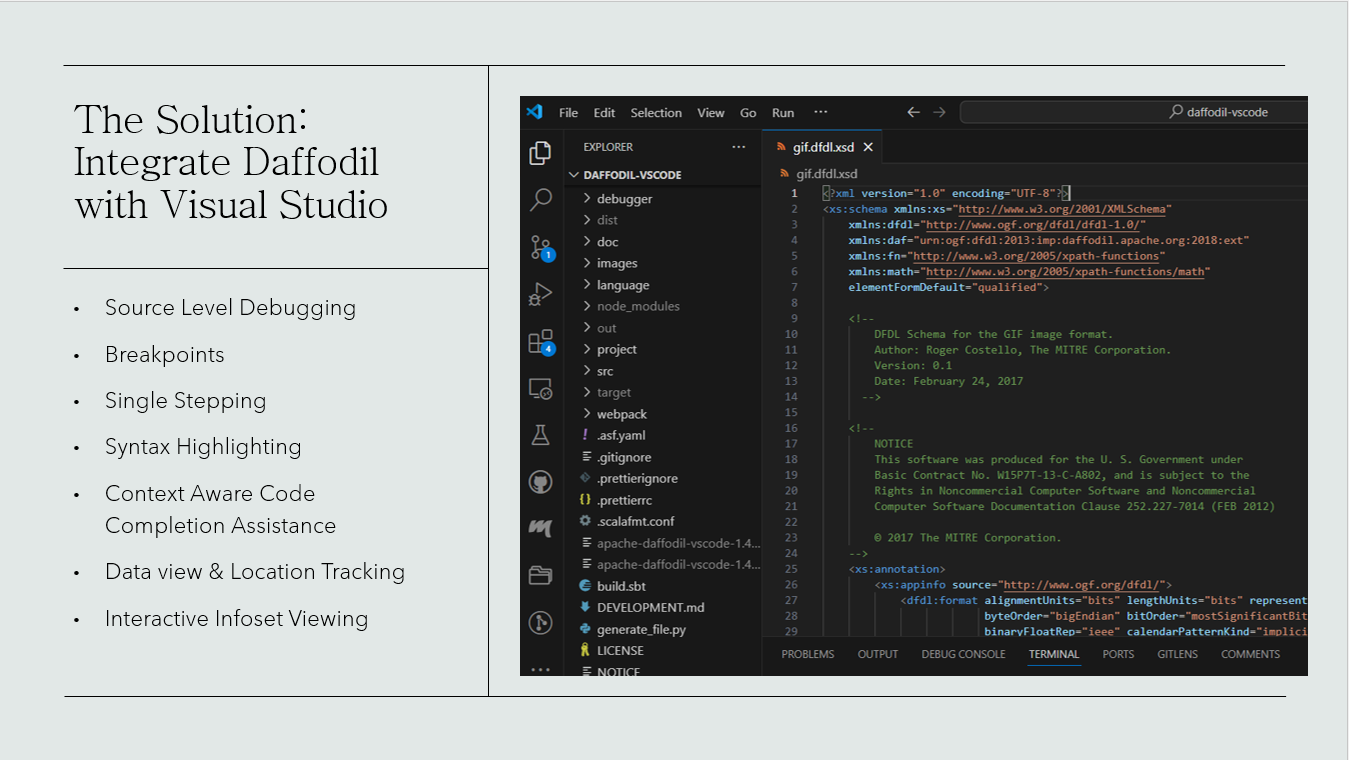 The Solution:
Integrate Daffodil
with Visual Studio
• Source Level Debugging
• Breakpoints
• Single Stepping
• Syntax Highlighting
• Context Aware Code
Completion Assistance
• Data view & Location Tracking
• Interactive Infoset Viewing
File Edit Selection View Go Run ··· ← → daffodil-vscode
EXPLORER ···
DAFFODIL-VSCODE
debugger
dist
doc
images
language
node_modules
out
project
src
target
webpack
.asf.yaml
.gitignore
.prettierignore
.prettierrc
.scalafmt.conf
apache-daffodil-vscode-1.4...
apache-daffodil-vscode-1.4...
build.sbt
DEVELOPMENT.md
generate_file.py
LICENSE
NOTICE
1
4
gif.dfdl.xsd ×
gif.dfdl.xsd
1 <?xml version="1.0" encoding="UTF-8"?>
2 <xs:schema xmlns:xs="http://www.w3.org/2001/XMLSchema"
3 xmlns:dfdl="http://www.ogf.org/dfdl/dfdl-1.0/"
4 xmlns:daf="urn:ogf:dfdl:2013:imp:daffodil.apache.org:2018:ext"
5 xmlns:fn="http://www.w3.org/2005/xpath-functions"
6 xmlns:math="http://www.w3.org/2005/xpath-functions/math"
7 elementFormDefault="qualified">
8
9 <!--
10 DFDL Schema for the GIF image format.
11 Author: Roger Costello, The MITRE Corporation.
12 Version: 0.1
13 Date: February 24, 2017
14 -->
15
16 <!--
17 NOTICE
18 This software was produced for the U. S. Government under
19 Basic Contract No. W15P7T-13-C-A802, and is subject to the
20 Rights in Noncommercial Computer Software and Noncommercial
21 Computer Software Documentation Clause 252.227-7014 (FEB 2012)
22
23 © 2017 The MITRE Corporation.
24 -->
25 <xs:annotation>
26 <xs:appinfo source="http://www.ogf.org/dfdl/">
27 <dfdl:format alignmentUnits="bits" lengthUnits="bits" represent
28 byteOrder="bigEndian" bitOrder="mostSignificantBit
29 binaryFloatRep="ieee" calendarPatternKind="implici
PROBLEMS OUTPUT DEBUG CONSOLE TERMINAL PORTS GITLENS COMMENTS